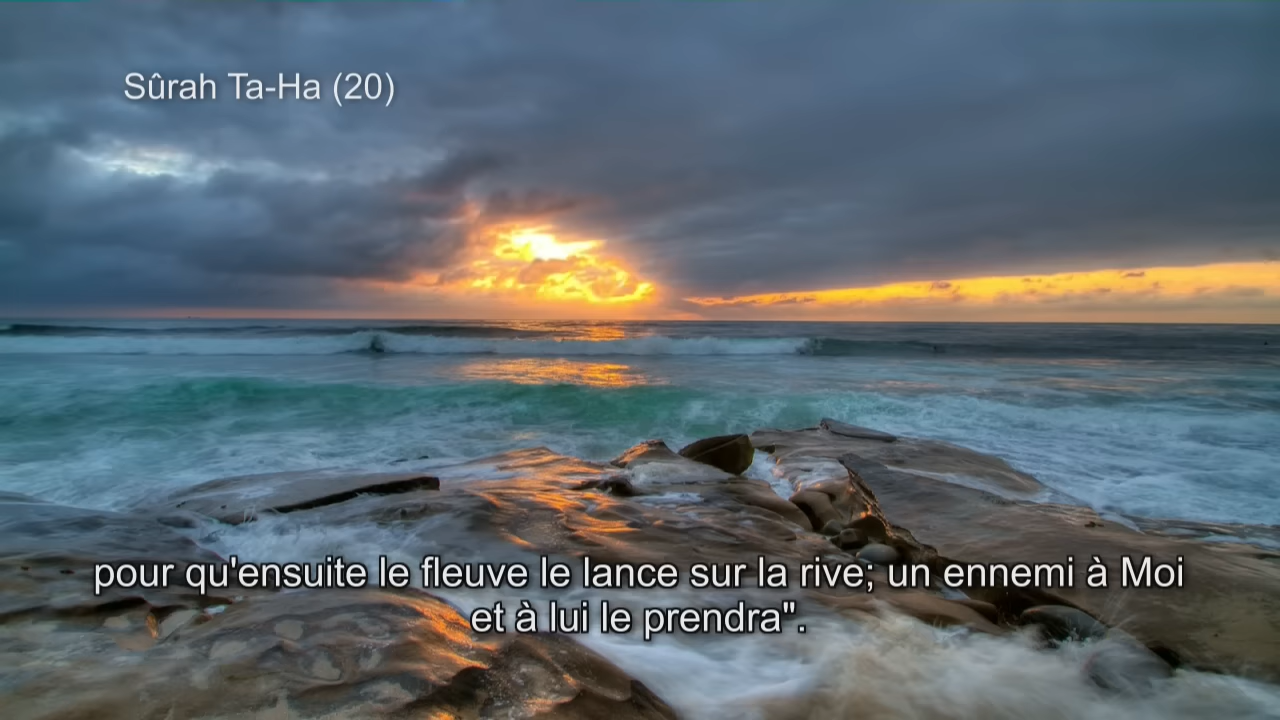 Sûrah Ta-Ha (20)
pour qu'ensuite le fleuve le lance sur la rive; un ennemi à Moi
et à lui le prendra".